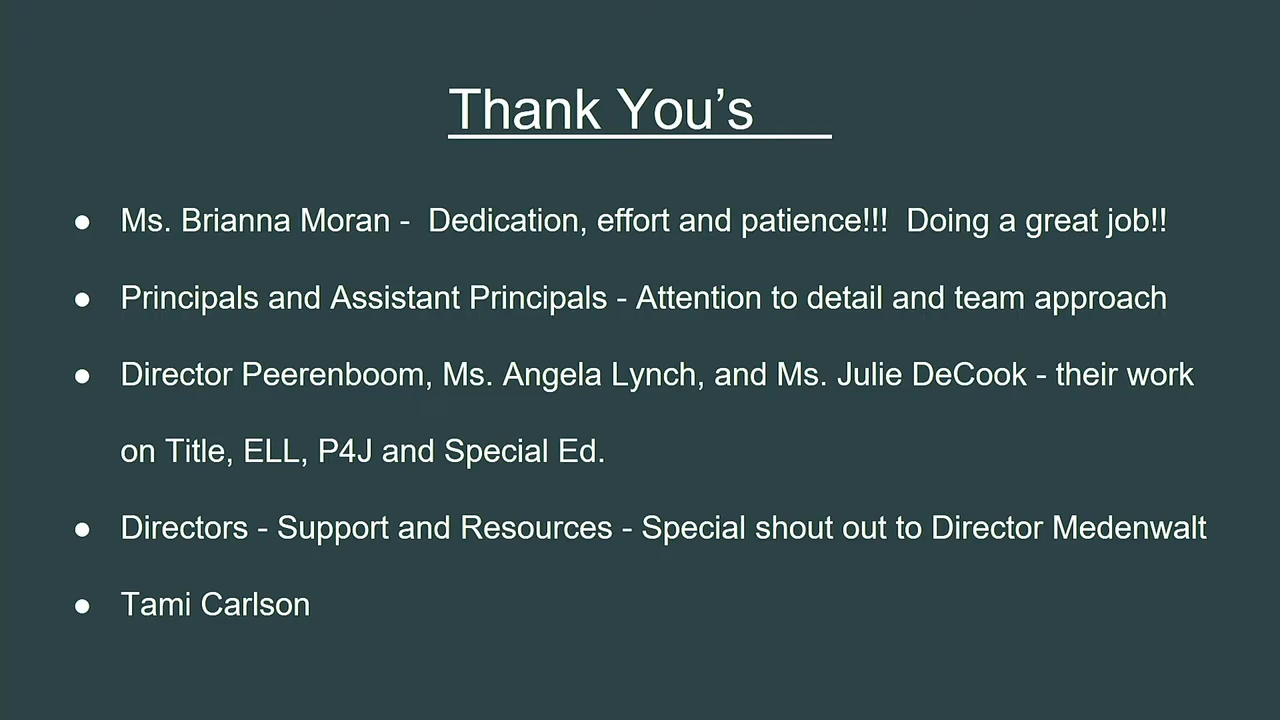 Thank You’s
● Ms. Brianna Moran -  Dedication, effort and patience!!!  Doing a great job!!
● Principals and Assistant Principals - Attention to detail and team approach
● Director Peerenboom, Ms. Angela Lynch, and Ms. Julie DeCook - their work
on Title, ELL, P4J and Special Ed.
● Directors - Support and Resources - Special shout out to Director Medenwalt
● Tami Carlson